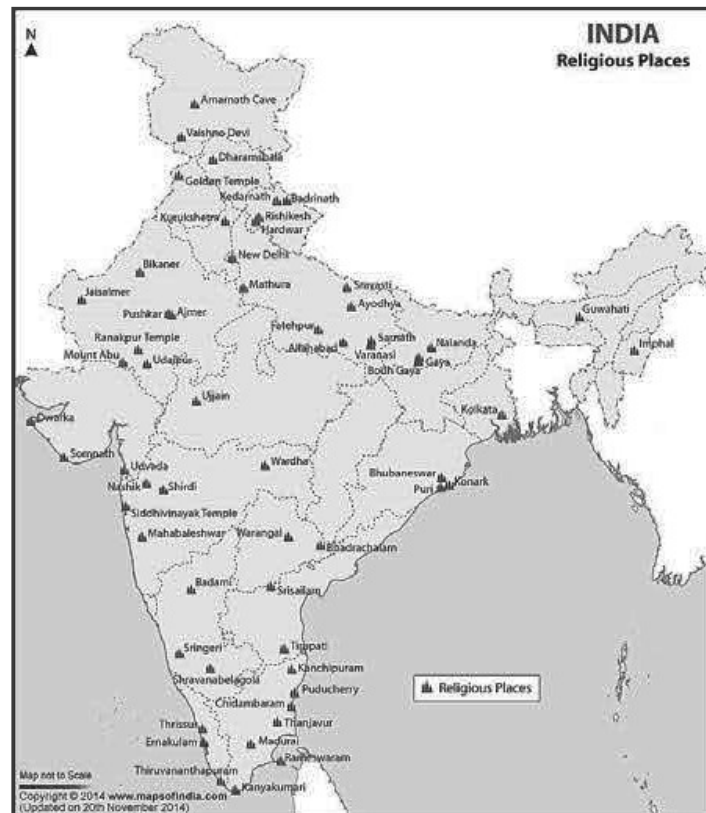 INDIA
Religious Places
N
Amarnath Cave
Vaishno Devi
Dharamshala
Golden Temple
Kedarnath
Badrinath
Kurukshetra
Rishikesh
Hardwar
New Delhi
Bikaner
Mathura
Sravasti
Jaisalmer
Ayodhya
Guwahati
Pushkar
Ajmer
Fatehpur
Ranakpur Temple
Allahabad
Sarnath
Nalanda
Imphal
Mount Abu
Udaipur
Varanasi
Gaya
Bodh Gaya
Ujjain
Kolkata
Dwarka
Somnath
Udvada
Wardha
Bhubaneswar
Nashik
Shirdi
Puri
Konark
Siddhivinayak Temple
Mahabaleshwar
Warangal
Bhadrachalam
Badami
Srisailam
Sringeri
Tirupati
Shravanabelagola
Kanchipuram
Religious Places
Puducherry
Chidambaram
Thrissur
Thanjavur
Ernakulam
Madurai
Rameshwaram
Map not to Scale
Thiruvananthapuram
Kanyakumari
Copyright © 2014 www.mapsofindia.com
(Updated on 20th November 2014)